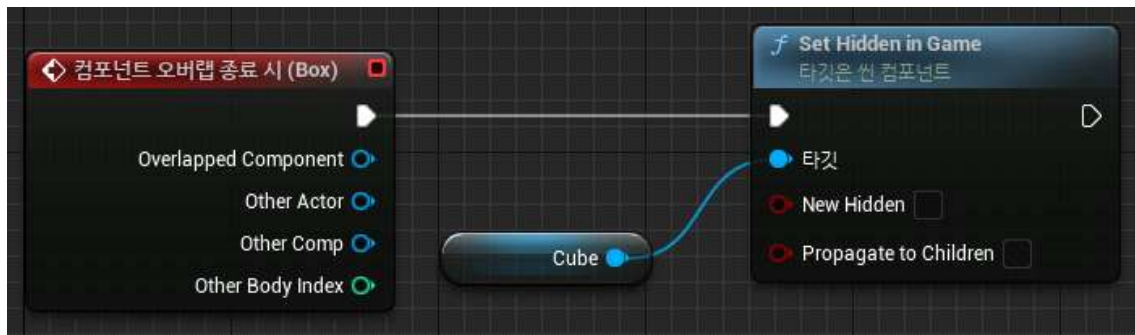 컴포넌트 오버랩 종료 시 (Box)
Overlapped Component
Other Actor
Other Comp
Other Body Index
Cube
f Set Hidden in Game
타깃은 씬 컴포넌트
타깃
New Hidden
Propagate to Children